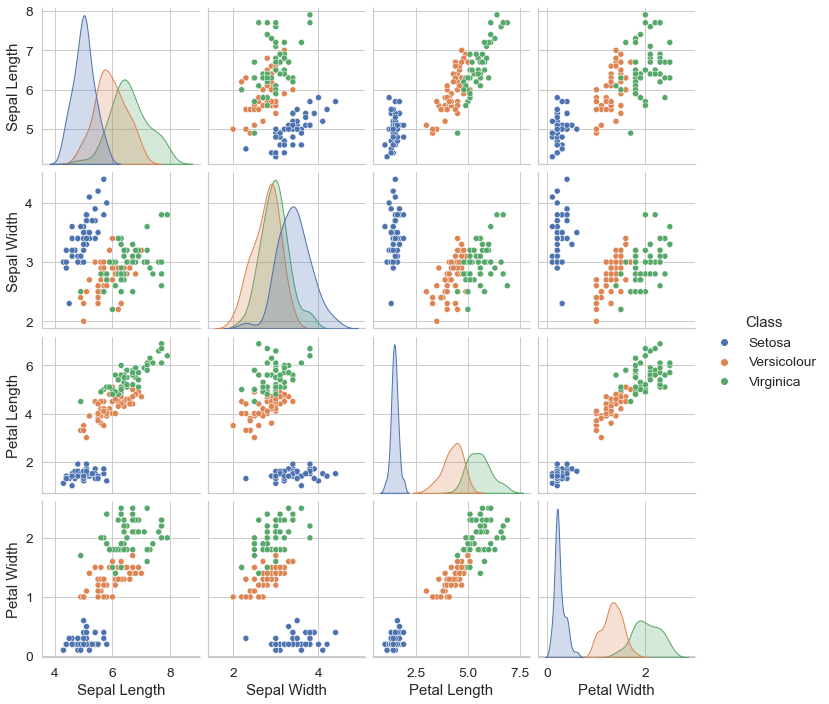 8
7
6
5
Sepal Length
4
3
2
Sepal Width
6
4
2
Petal Length
2
1
0
Petal Width
4 6 8
2 4
2.5 5.0 7.5
0 2
Sepal Length
Sepal Width
Petal Length
Petal Width
Class
Setosa
Versicolour
Virginica